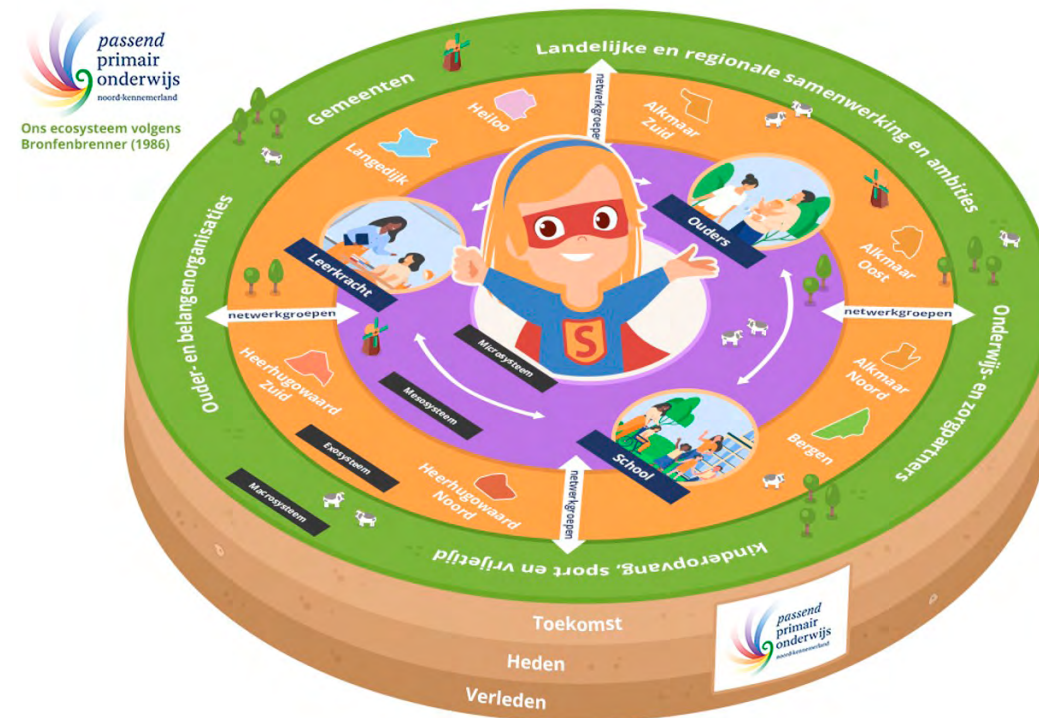 passend
primair
onderwijs
noord-kennemerland
Ons ecosysteem volgens
Bronfenbrenner (1986)
Gemeenten
Landelijke en regionale samenwerking en ambities
Ouder- en belangenorganisaties
Onderwijs- en zorgpartners
kinderopvang, sport en vrijetijd
Heiloo
Langedijk
Alkmaar
Zuid
Alkmaar
Oost
Alkmaar
Noord
Bergen
Heerhugowaard
Zuid
Heerhugowaard
Noord
netwerkgroepen
netwerkgroepen
netwerkgroepen
netwerkgroepen
Leerkracht
Ouders
School
S
Microsysteem
Mesosysteem
Exosysteem
Macrosysteem
Toekomst
Heden
Verleden
passend
primair
onderwijs
noord-kennemerland